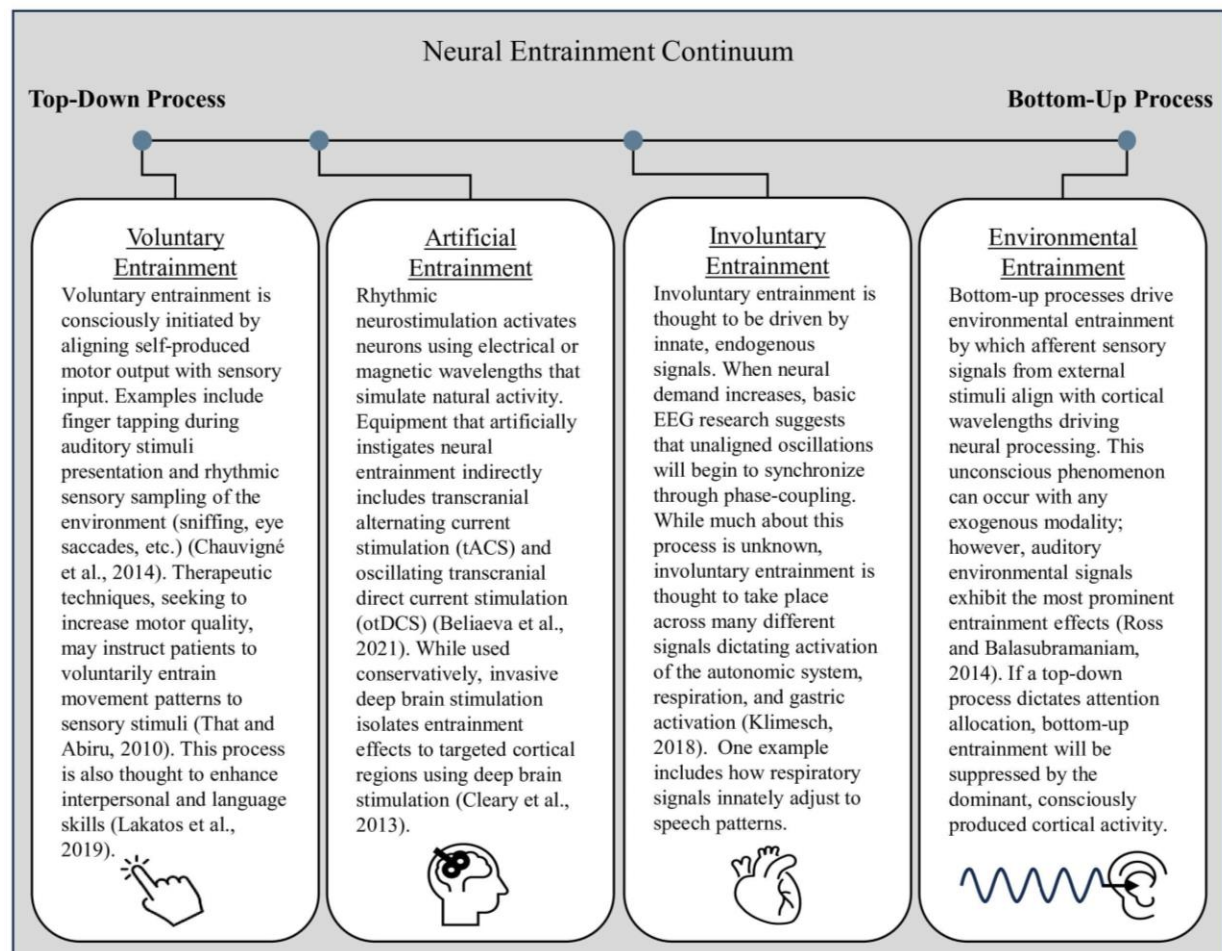 Neural Entrainment Continuum
Top-Down Process
Bottom-Up Process
Voluntary
Entrainment
Voluntary entrainment is
consciously initiated by
aligning self-produced
motor output with sensory
input. Examples include
finger tapping during
auditory stimuli
presentation and rhythmic
sensory sampling of the
environment (sniffing, eye
saccades, etc.) (Chauvigné
et al., 2014). Therapeutic
techniques, seeking to
increase motor quality,
may instruct patients to
voluntarily entrain
movement patterns to
sensory stimuli (That and
Abiru, 2010). This process
is also thought to enhance
interpersonal and language
skills (Lakatos et al.,
2019).
Artificial
Entrainment
Rhythmic
neurostimulation activates
neurons using electrical or
magnetic wavelengths that
simulate natural activity.
Equipment that artificially
instigates neural
entrainment indirectly
includes transcranial
alternating current
stimulation (tACS) and
oscillating transcranial
direct current stimulation
(otDCS) (Beliaeva et al.,
2021). While used
conservatively, invasive
deep brain stimulation
isolates entrainment
effects to targeted cortical
regions using deep brain
stimulation (Cleary et al.,
2013).
Involuntary
Entrainment
Involuntary entrainment is
thought to be driven by
innate, endogenous
signals. When neural
demand increases, basic
EEG research suggests
that unaligned oscillations
will begin to synchronize
through phase-coupling.
While much about this
process is unknown,
involuntary entrainment is
thought to take place
across many different
signals dictating activation
of the autonomic system,
respiration, and gastric
activation (Klimesch,
2018). One example
includes how respiratory
signals innately adjust to
speech patterns.
Environmental
Entrainment
Bottom-up processes drive
environmental entrainment
by which afferent sensory
signals from external
stimuli align with cortical
wavelengths driving
neural processing. This
unconscious phenomenon
can occur with any
exogenous modality;
however, auditory
environmental signals
exhibit the most prominent
entrainment effects (Ross
and Balasubramaniam,
2014). If a top-down
process dictates attention
allocation, bottom-up
entrainment will be
suppressed by the
dominant, consciously
produced cortical activity.